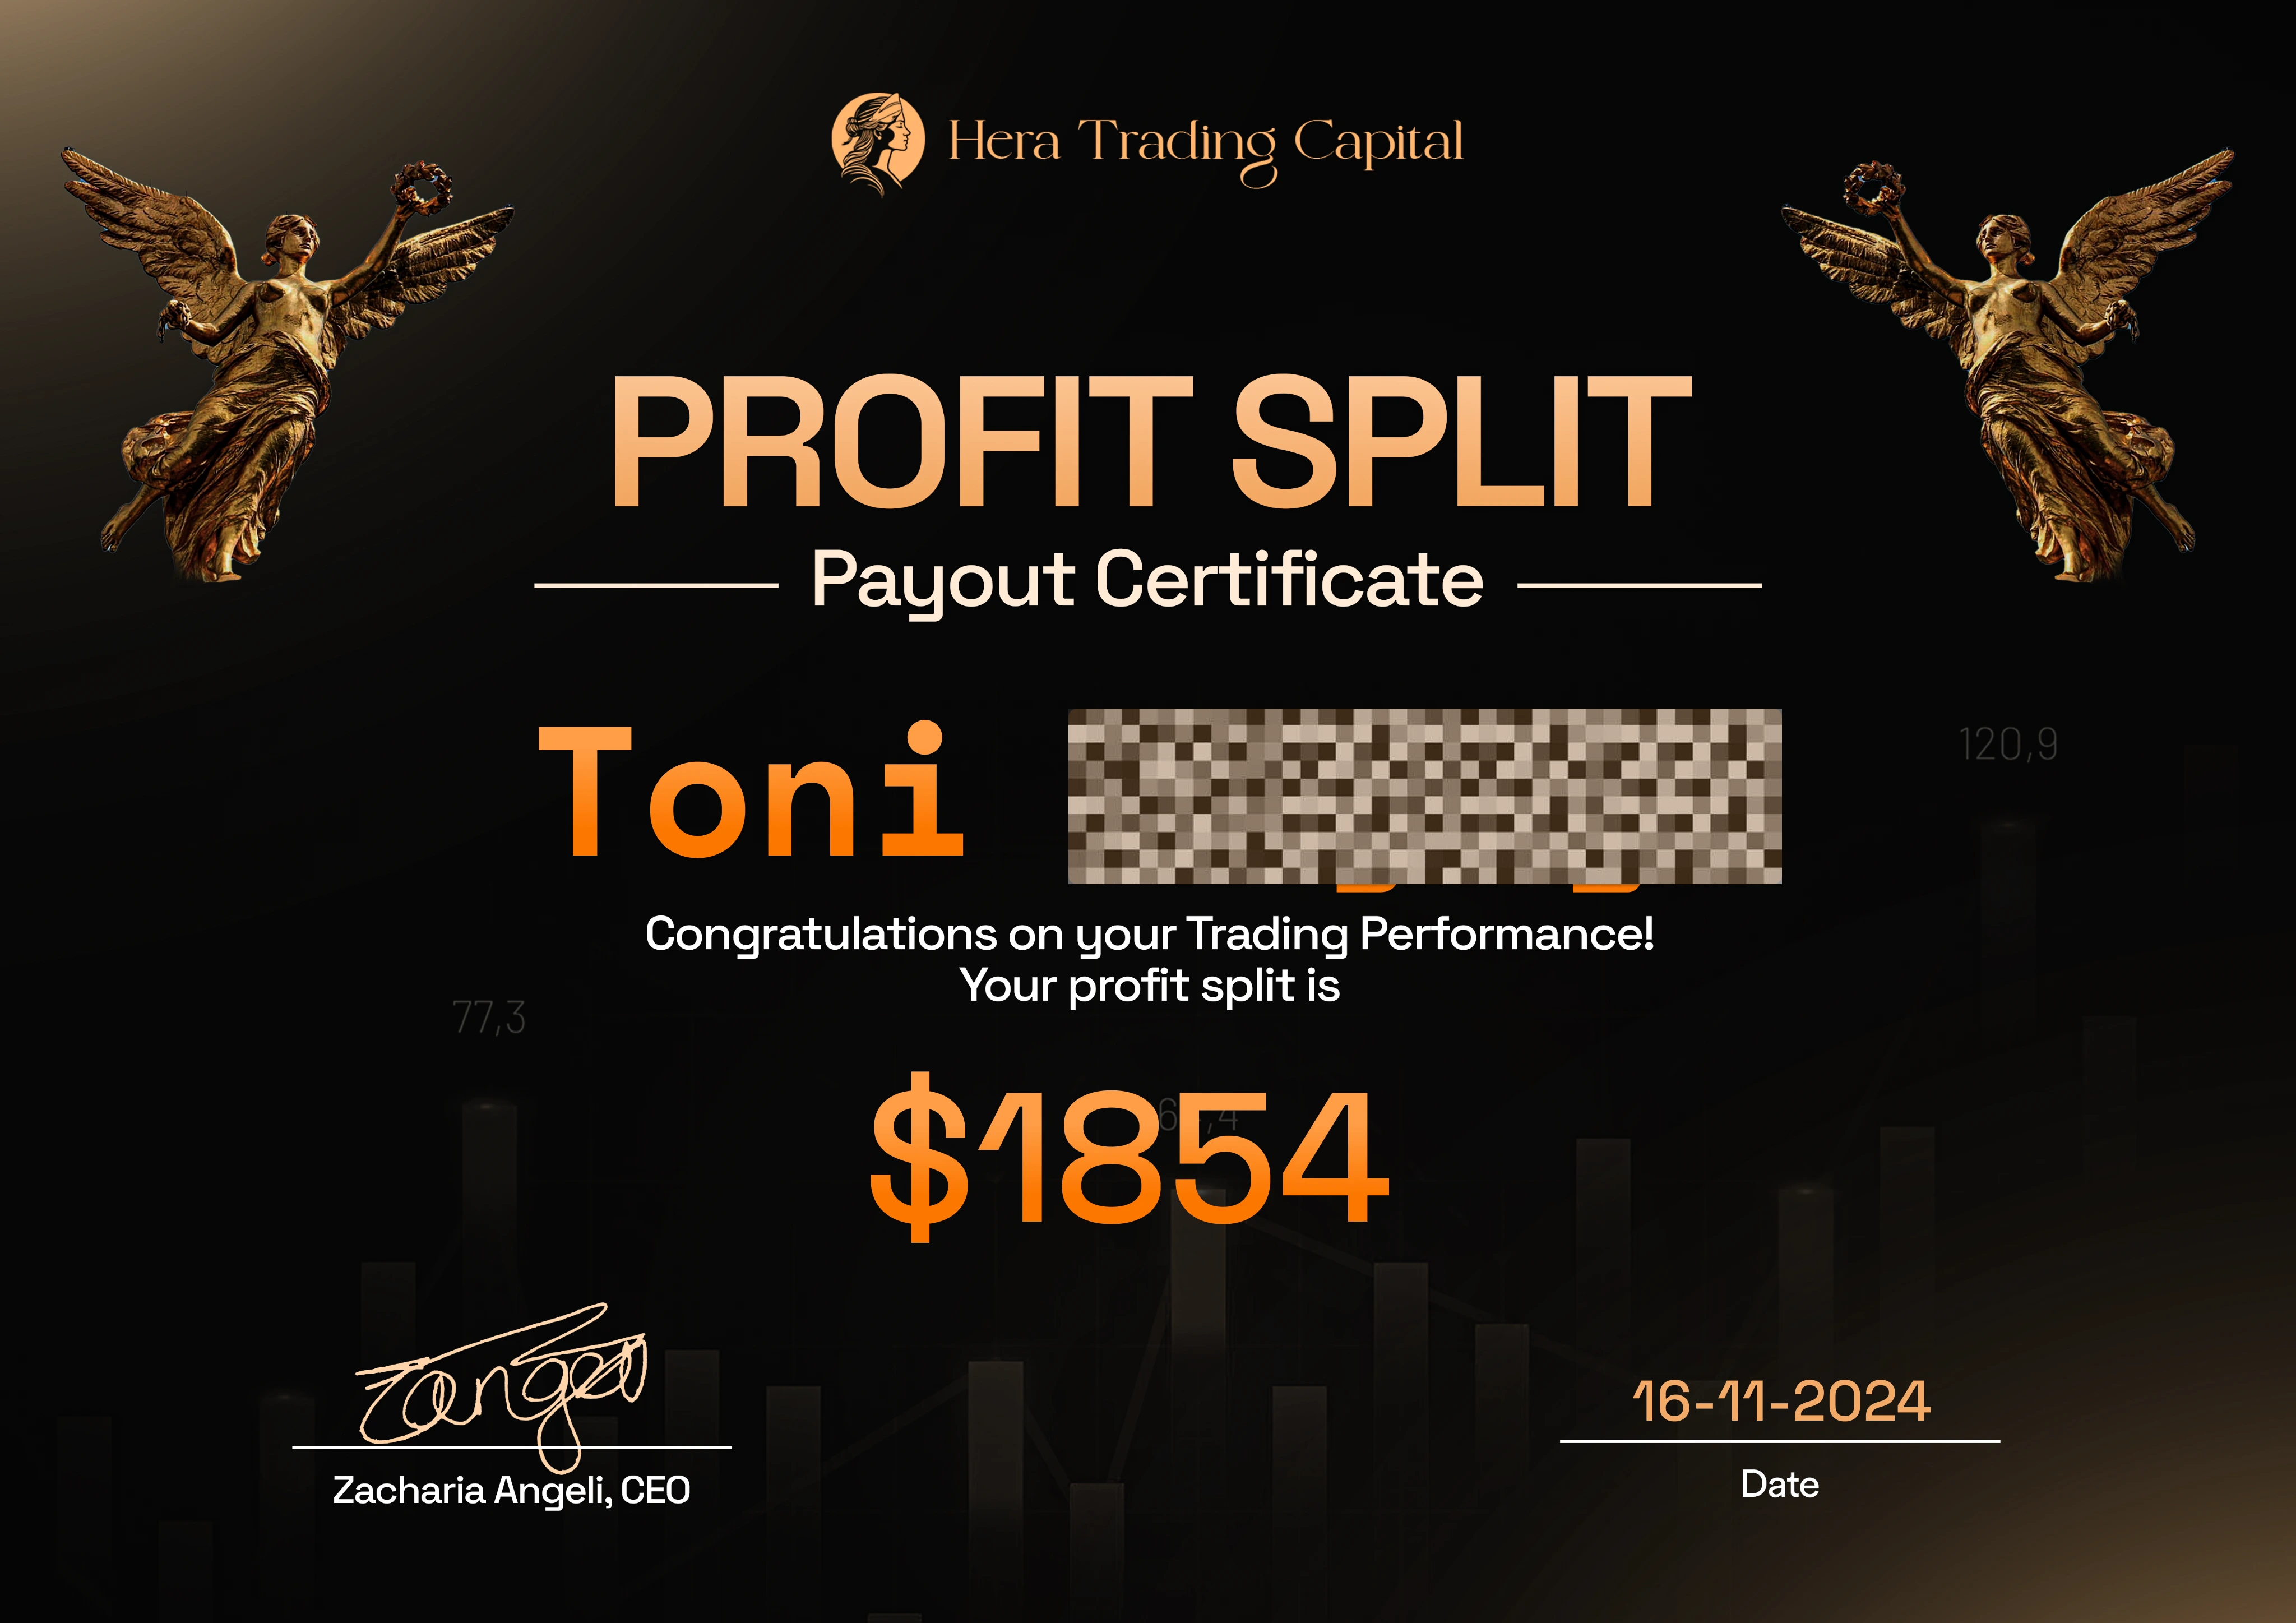 Hera Trading Capital
PROFIT SPLIT
Payout Certificate
Toni
120,9
Congratulations on your Trading Performance!
Your profit split is
77,3
$1854
16-11-2024
Zacharia Angeli, CEO
Date